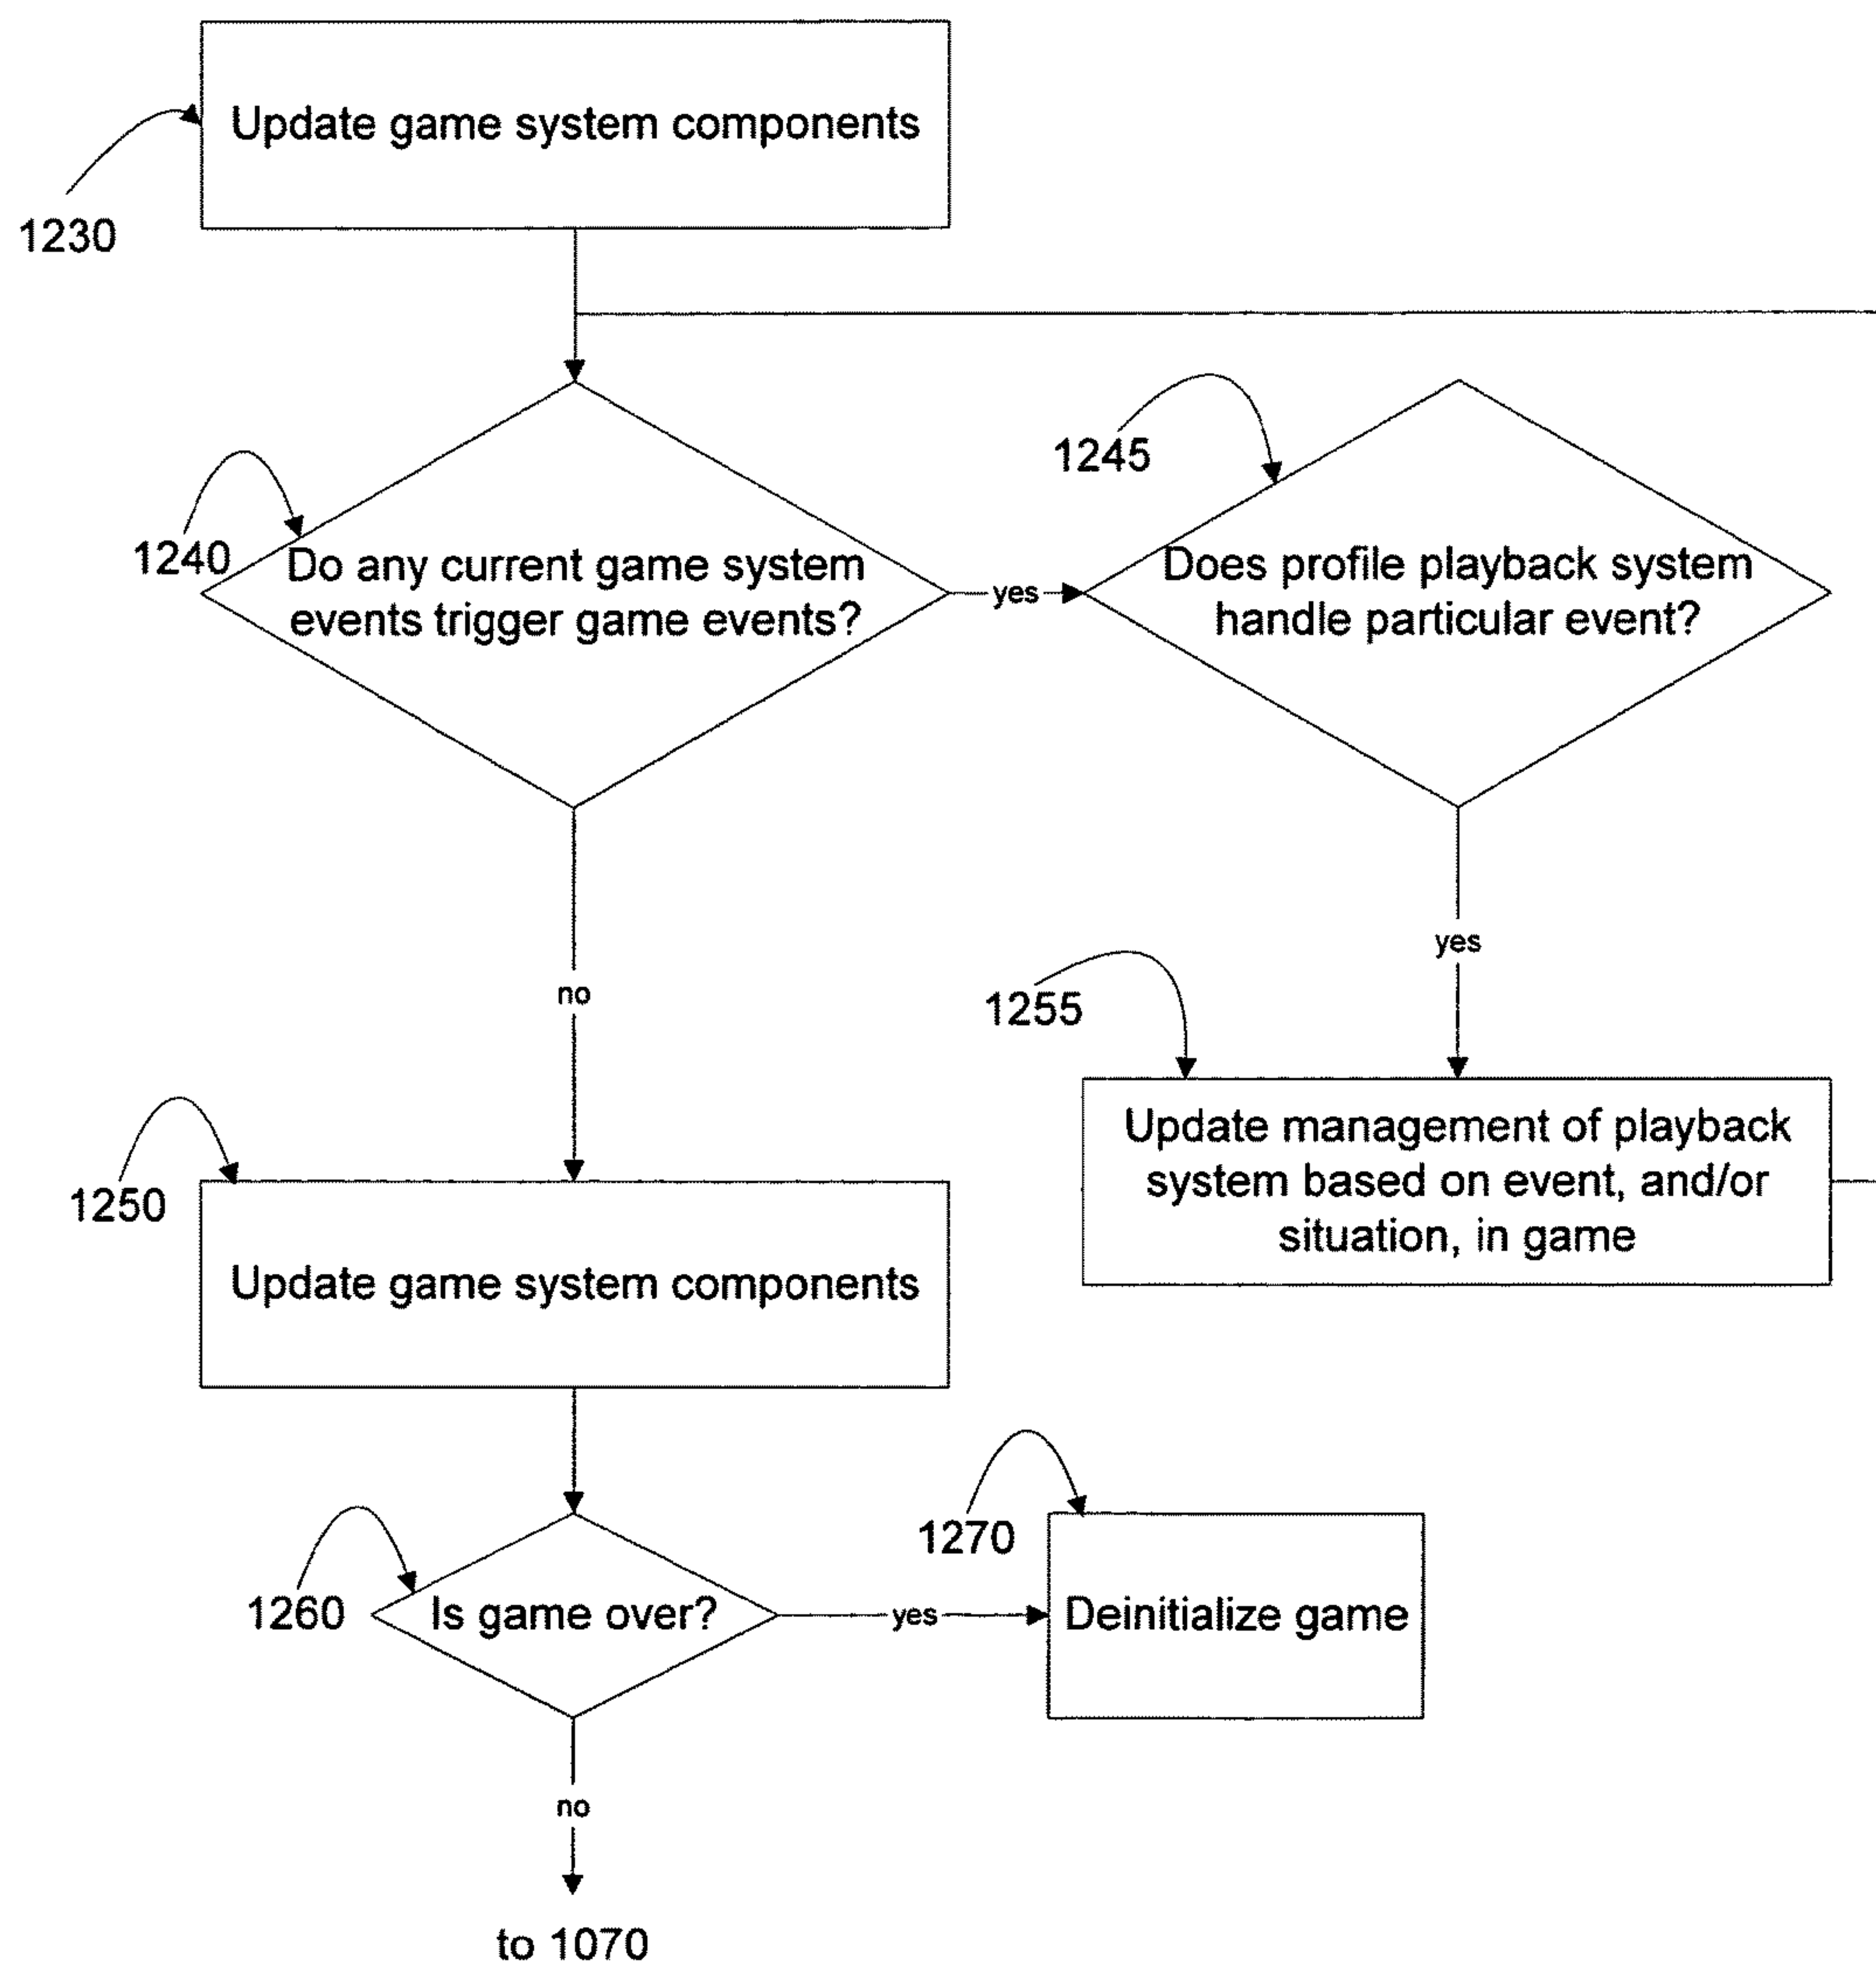 Update game system components
1230
1240
Do any current game system
events trigger game events?
yes
1245
Does profile playback system
handle particular event?
yes
no
1255
Update management of playback
system based on event, and/or
situation, in game
1250
Update game system components
1260
Is game over?
yes
1270
Deinitialize game
no
to 1070